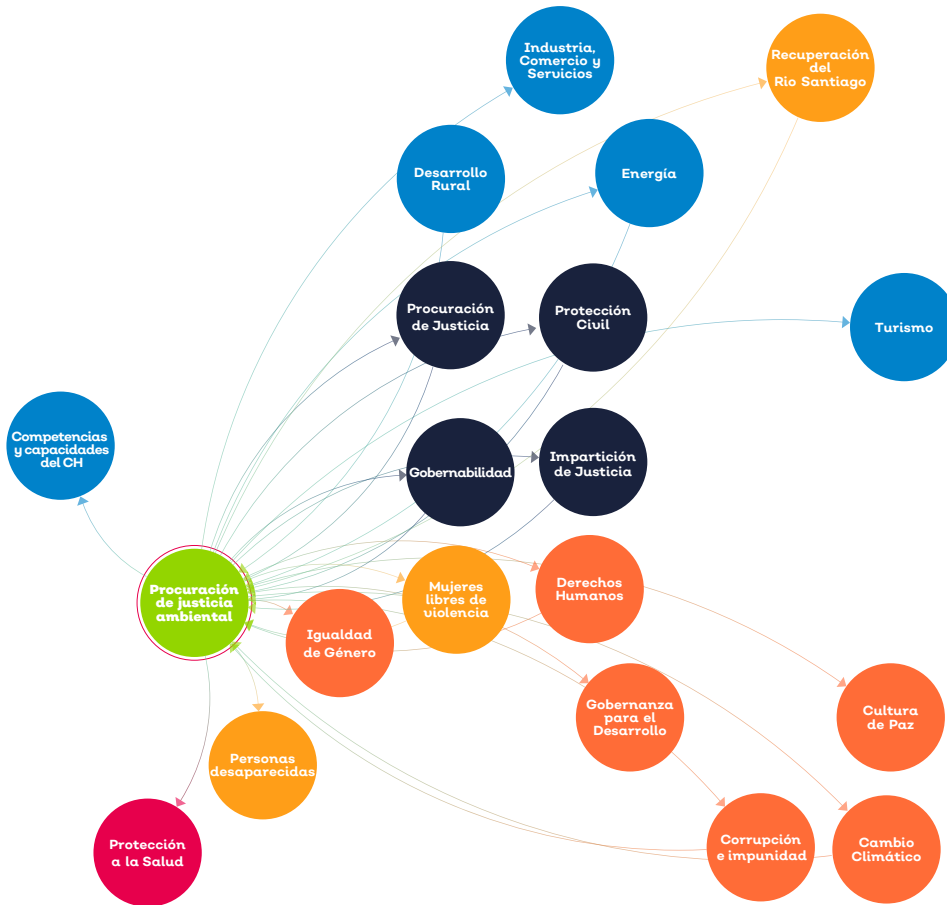 Industria,
Comercio y
Servicios
Recuperación
del
Rio Santiago
Desarrollo
Rural
Energía
Procuración
de Justicia
Protección
Civil
Turismo
Competencias
y capacidades
del CH
Gobernabilidad
Impartición
de Justicia
Procuración
de justicia
ambiental
Mujeres
libres de
violencia
Derechos
Humanos
Igualdad
de Género
Gobernanza
para el
Desarrollo
Cultura
de Paz
Personas
desaparecidas
Protección
a la Salud
Corrupción
e impunidad
Cambio
Climático